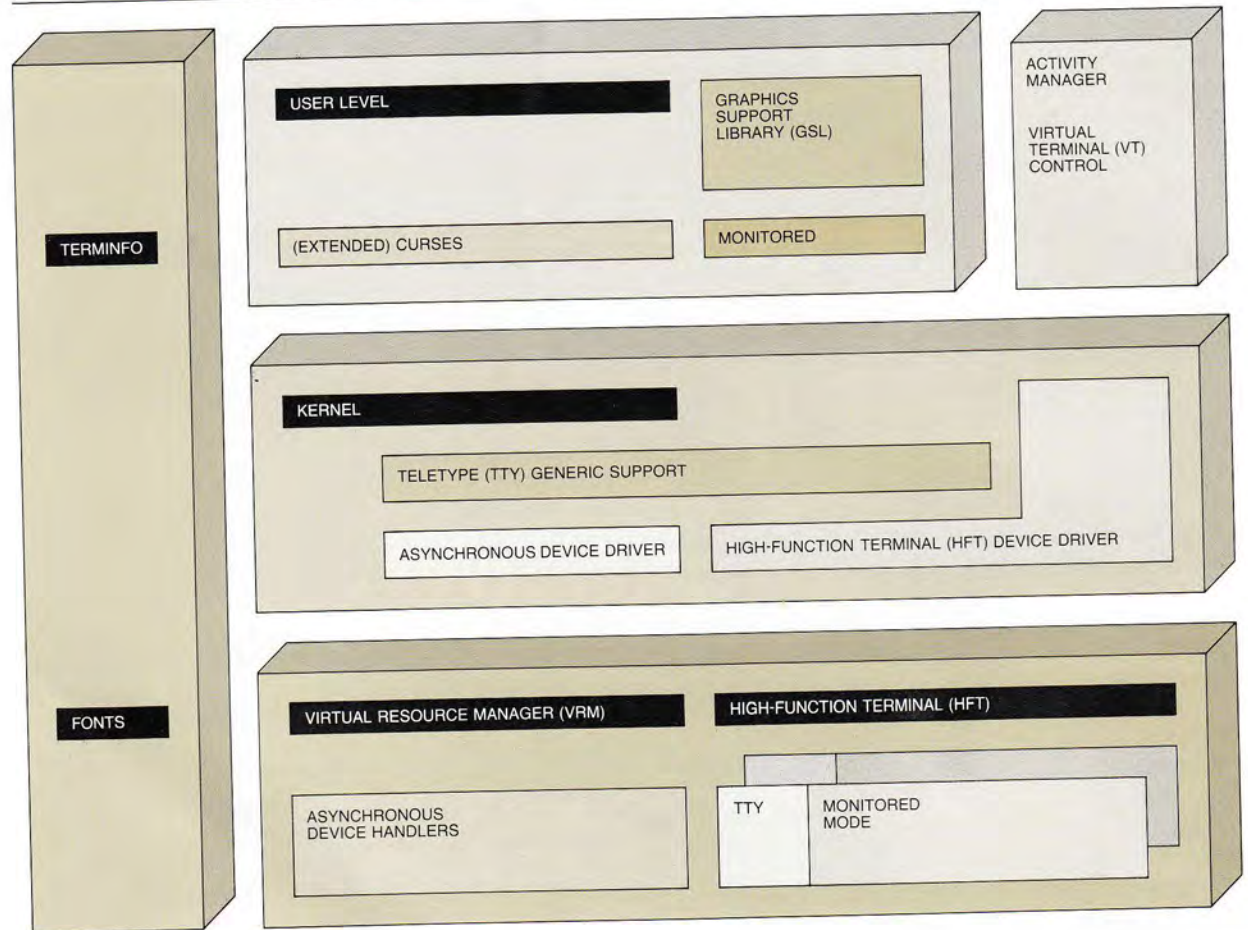 TERMINFO
FONTS
USER LEVEL
GRAPHICS
SUPPORT
LIBRARY (GSL)
(EXTENDED) CURSES
MONITORED
ACTIVITY
MANAGER
VIRTUAL
TERMINAL (VT)
CONTROL
KERNEL
TELETYPE (TTY) GENERIC SUPPORT
ASYNCHRONOUS DEVICE DRIVER
HIGH-FUNCTION TERMINAL (HFT) DEVICE DRIVER
VIRTUAL RESOURCE MANAGER (VRM)
HIGH-FUNCTION TERMINAL (HFT)
ASYNCHRONOUS
DEVICE HANDLERS
TTY
MONITORED
MODE